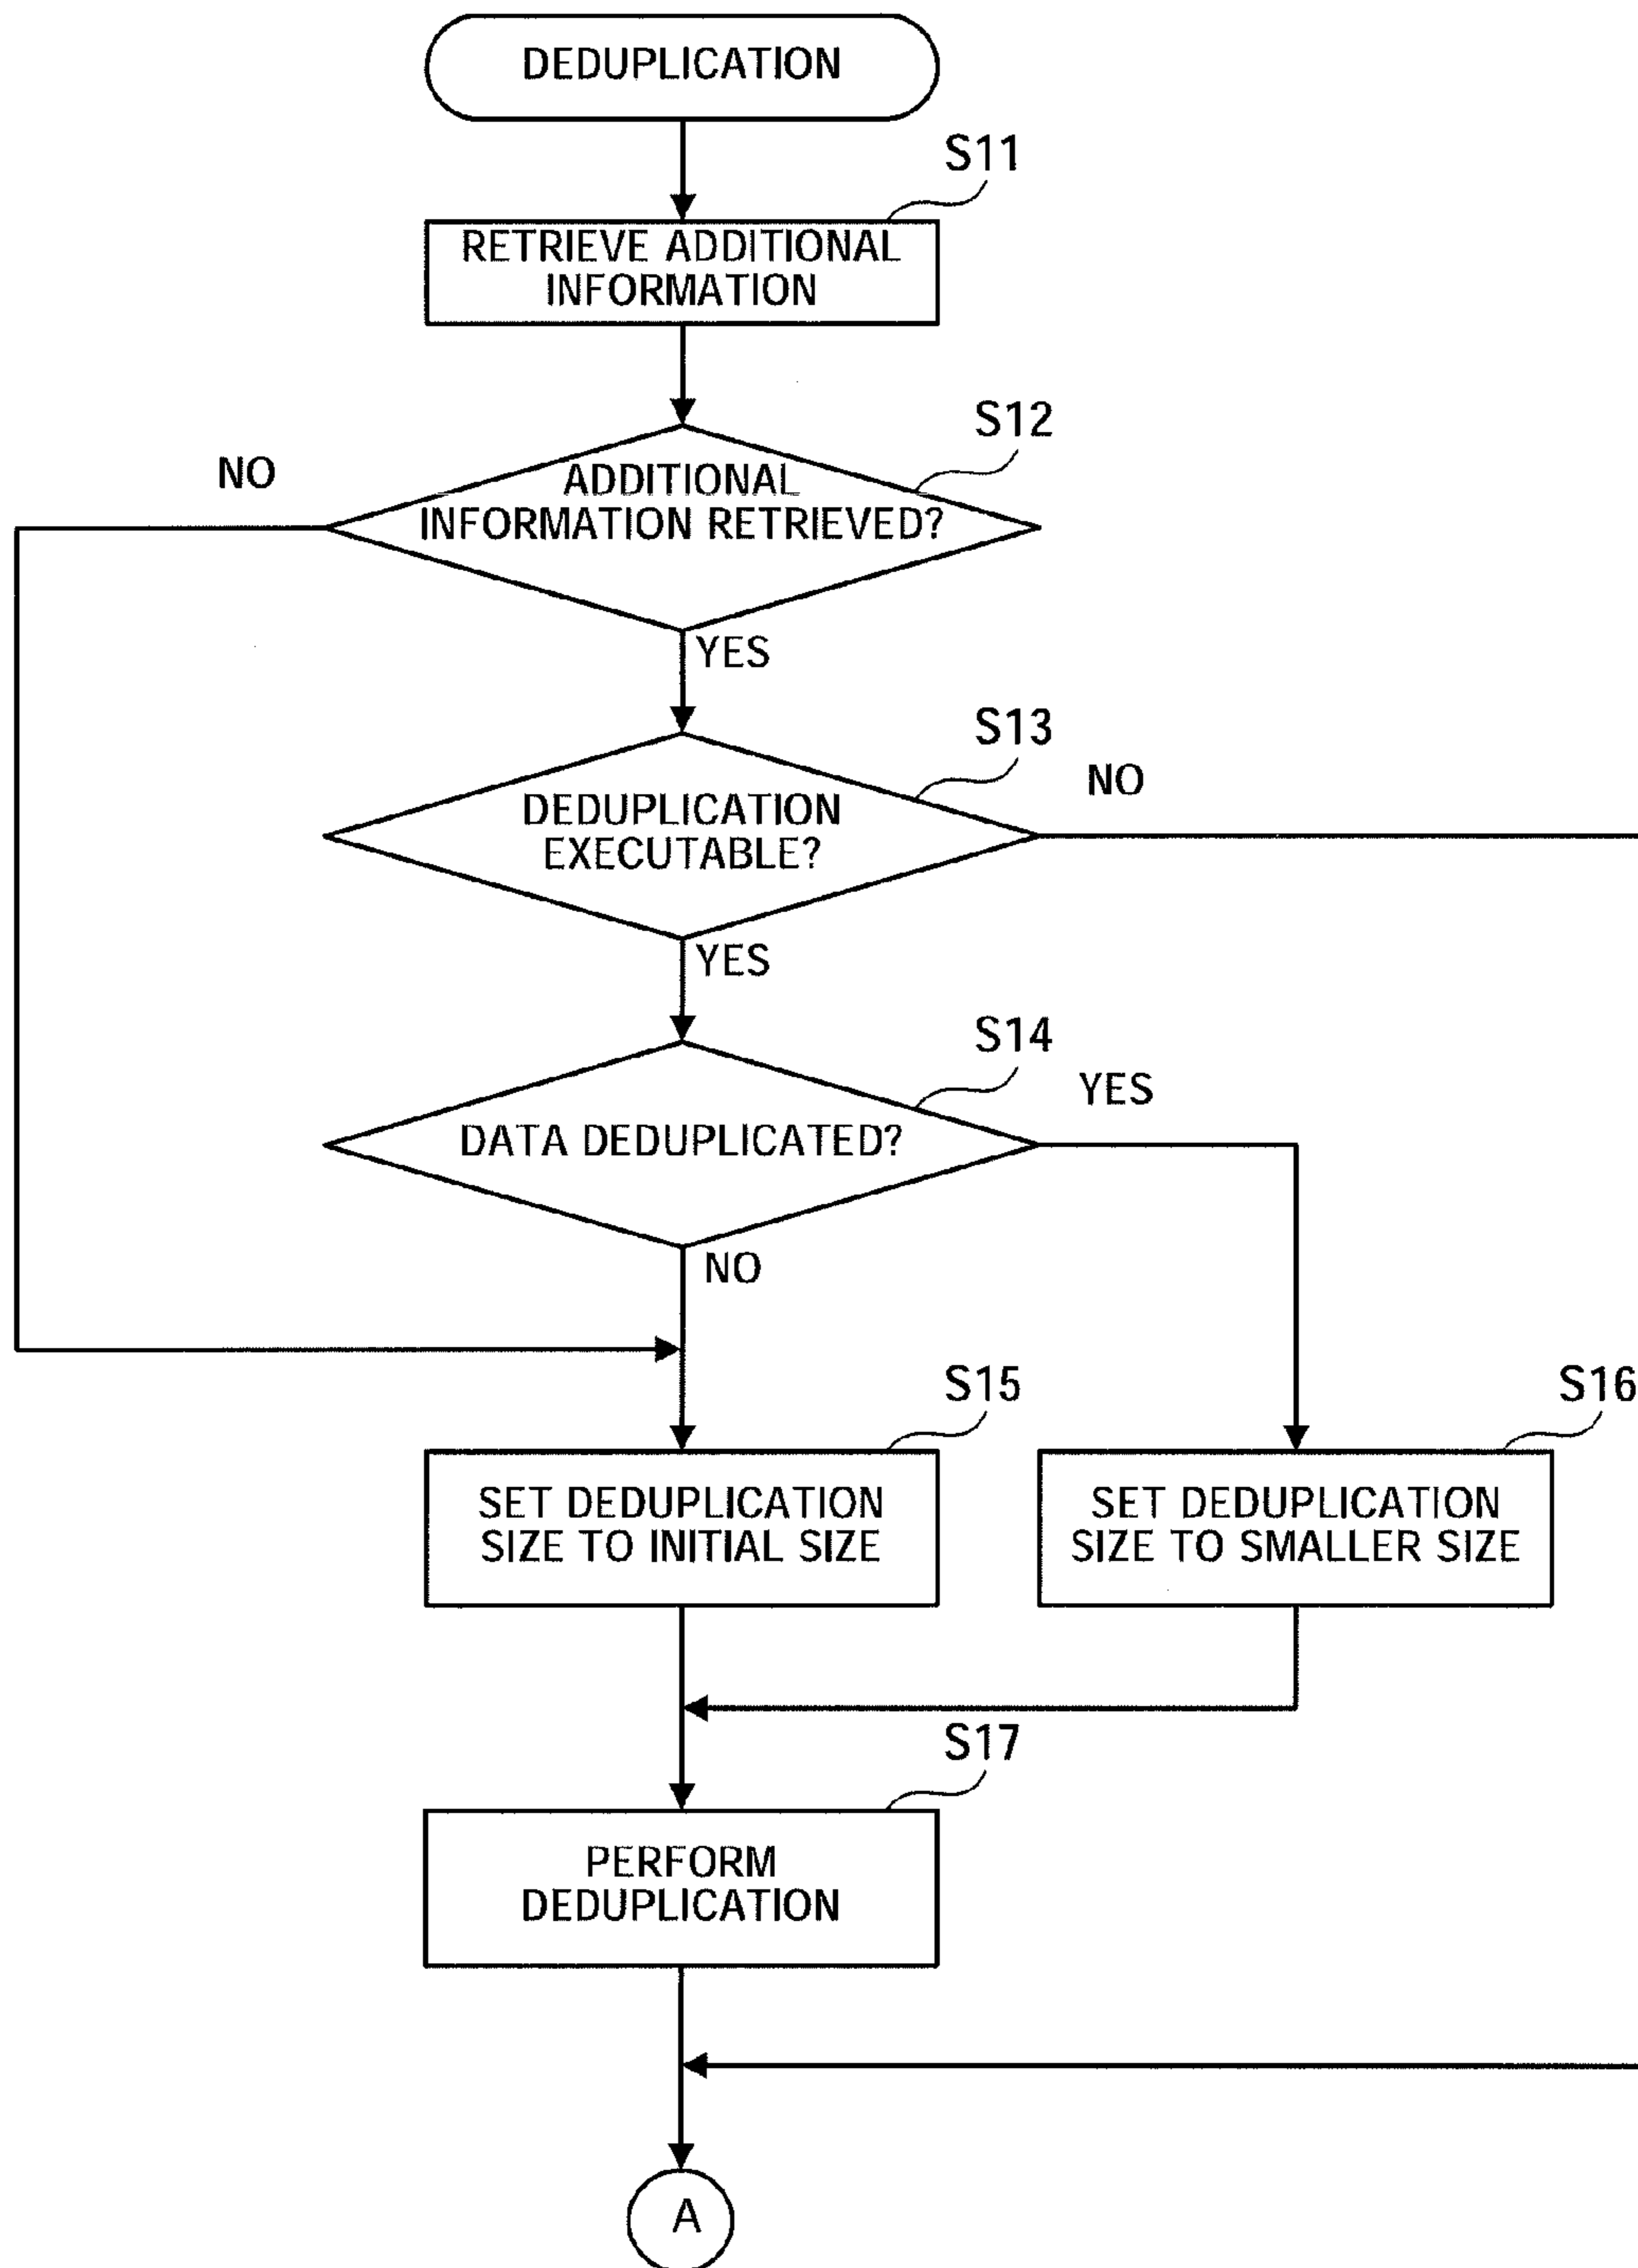 DEDUPLICATION
S11
RETRIEVE ADDITIONAL
INFORMATION
S12
NO
ADDITIONAL
INFORMATION RETRIEVED?
YES
S13
NO
DEDUPLICATION
EXECUTABLE?
YES
S14
YES
DATA DEDUPLICATED?
NO
S15
S16
SET DEDUPLICATION
SIZE TO INITIAL SIZE
SET DEDUPLICATION
SIZE TO SMALLER SIZE
S17
PERFORM
DEDUPLICATION
A